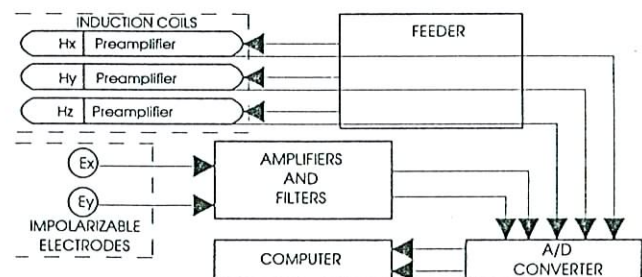 INDUCTION COILS
Hx Preamplifier
FEEDER
Hy Preamplifier
Hz Preamplifier
Ex
AMPLIFIERS
AND
FILTERS
Ey
IMPOLARIZABLE
ELECTRODES
COMPUTER
A/D
CONVERTER